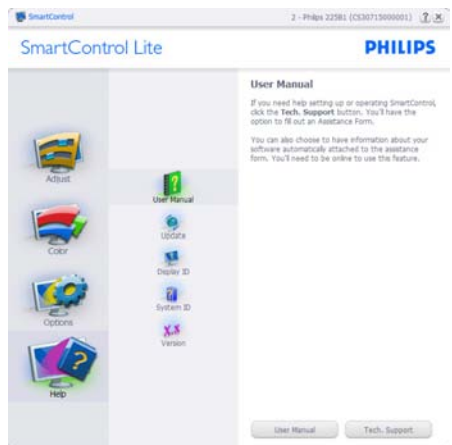 SmartControl
2 - Philips 225B1 (CS30715000001)
?
SmartControl Lite
PHILIPS
Adjust
Color
Options
Help
User Manual
Update
Display ID
System ID
X.X
Version
User Manual
If you need help setting up or operating SmartControl,
click the Tech. Support button. You'll have the
option to fill out an Assistance Form.
You can also choose to have information about your
software automatically attached to the assistance
form. You'll need to be online to use this feature.
User Manual
Tech. Support